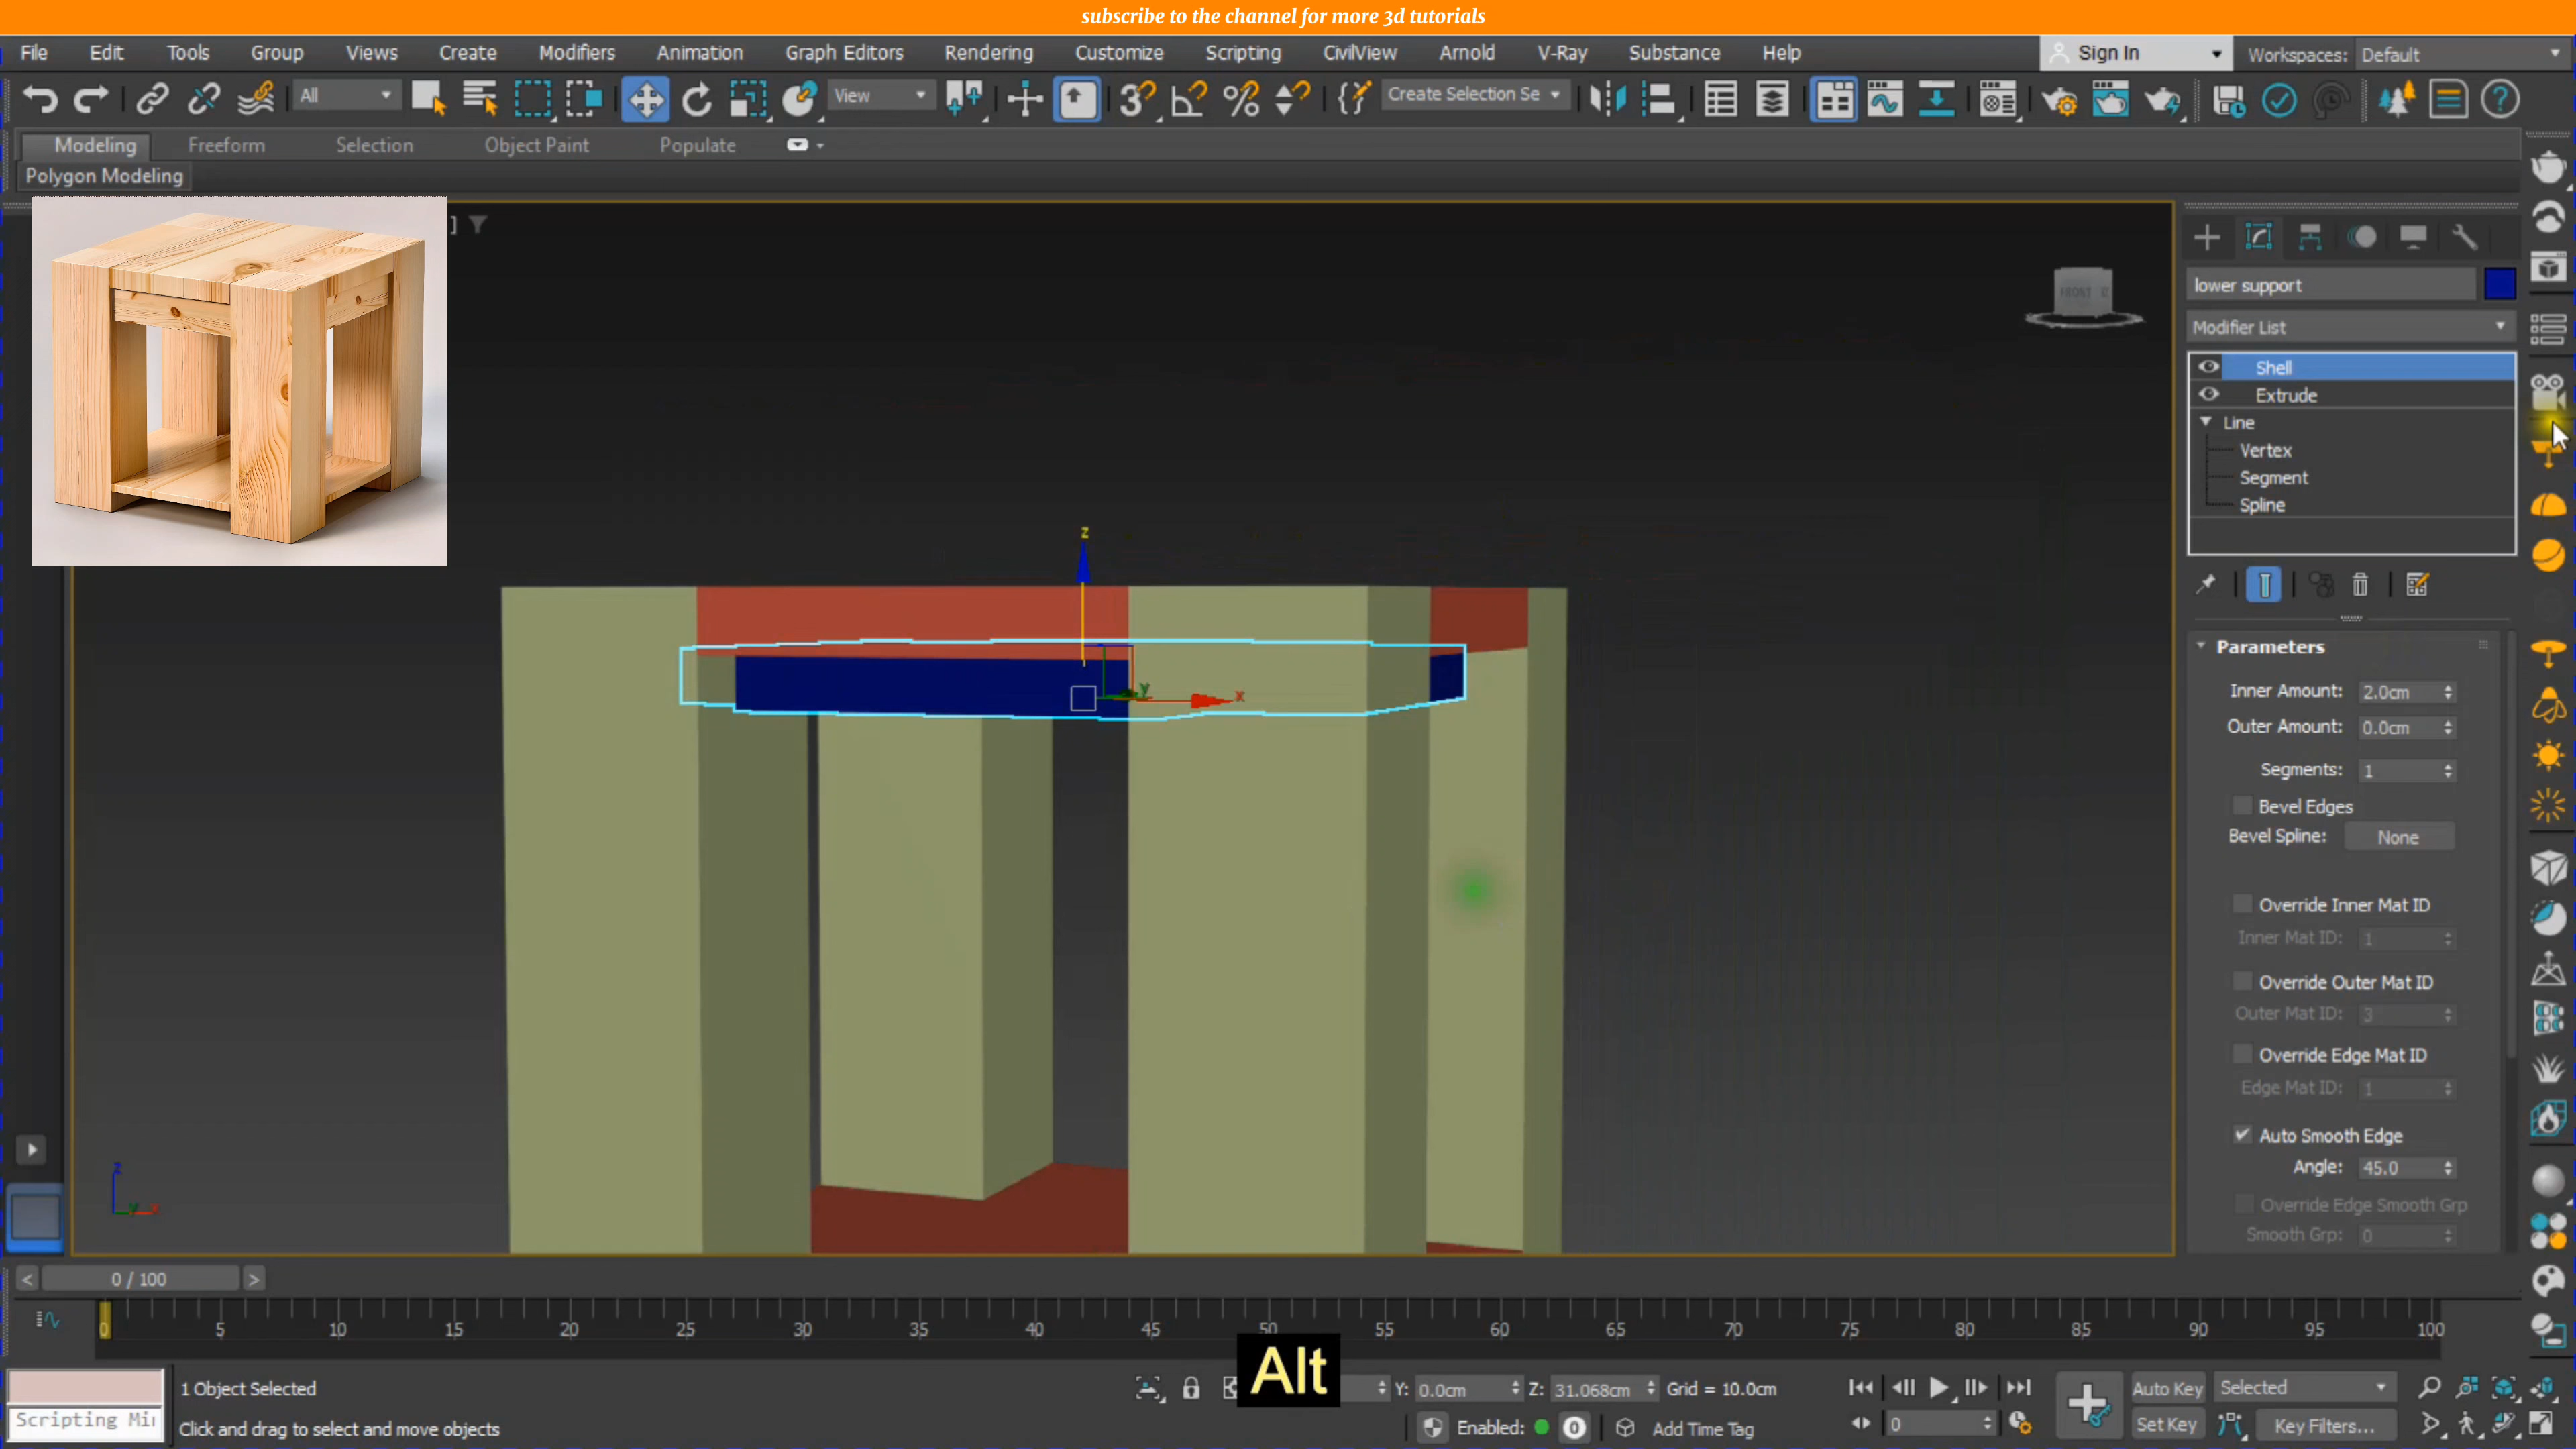 subscribe to the channel for more 3d tutorials
File Edit Tools Group Views Create Modifiers Animation Graph Editors Rendering Customize Scripting CivilView Arnold V-Ray Substance Help Sign In Workspaces: Default
All View Create Selection Se
Modeling Freeform Selection Object Paint Populate
Polygon Modeling
]
FRONT
lower support
Modifier List
Shell
Extrude
Line
Vertex
Segment
Spline
z
y
x
Parameters
Inner Amount: 2.0cm
Outer Amount: 0.0cm
Segments: 1
Bevel Edges
Bevel Spline: None
Override Inner Mat ID
Inner Mat ID: 1
Override Outer Mat ID
Outer Mat ID: 3
Override Edge Mat ID
Edge Mat ID: 1
Auto Smooth Edge
Angle: 45.0
Override Edge Smooth Grp
Smooth Grp: 0
z
< 0 / 100 >
0 5 10 15 20 25 30 35 40 45 50 55 60 65 70 75 80 85 90 95 100
Alt
1 Object Selected Y: 0.0cm Z: 31.068cm Grid = 10.0cm Auto Key Selected
Scripting Mi
Click and drag to select and move objects Enabled: 0 Add Time Tag 0 Set Key Key Filters...